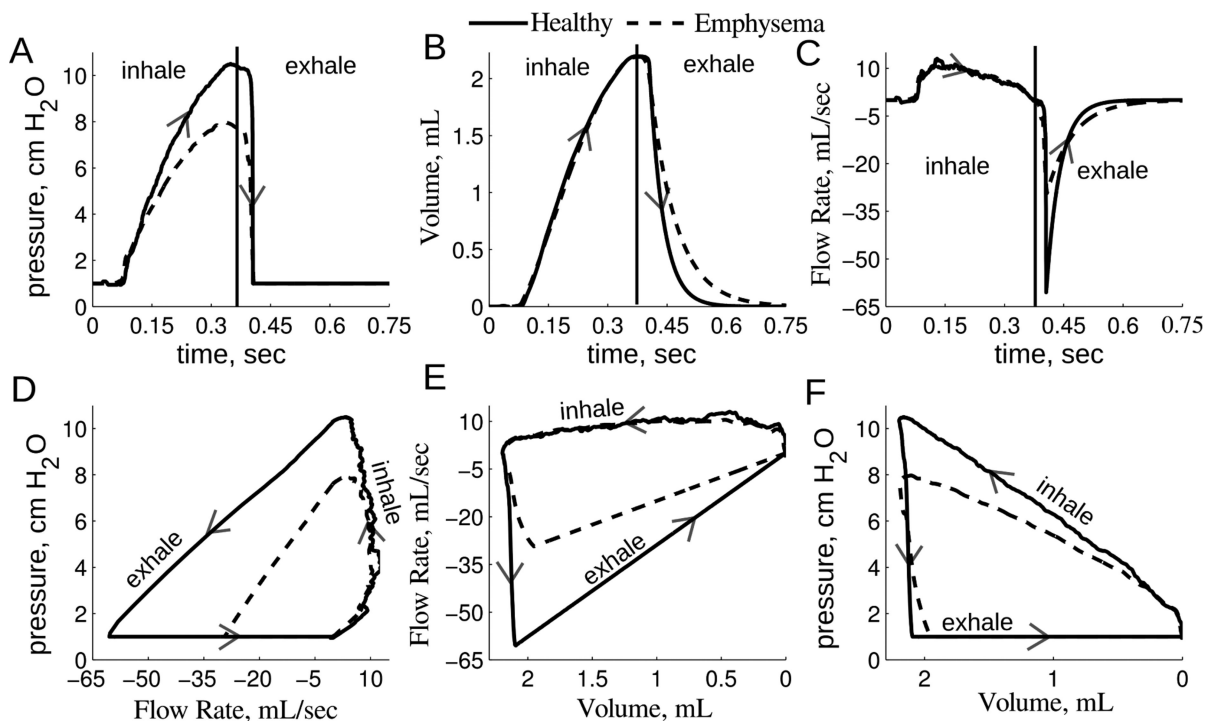 Healthy Emphysema
A
inhale
exhale
pressure, cm H2O
10
8
6
4
2
0
0 0.15 0.3 0.45 0.6 0.75
time, sec
B
inhale
exhale
Volume, mL
2
1.5
1
0.5
0
0 0.15 0.3 0.45 0.6 0.75
time, sec
C
inhale
exhale
Flow Rate, mL/sec
10
−5
−20
−35
−50
−65
0 0.15 0.3 0.45 0.6 0.75
time, sec
D
inhale
exhale
pressure, cm H2O
10
8
6
4
2
0
−65 −50 −35 −20 −5 10
Flow Rate, mL/sec
E
inhale
exhale
Flow Rate, mL/sec
10
−5
−20
−35
−50
−65
2 1.5 1 0.5 0
Volume, mL
F
inhale
exhale
pressure, cm H2O
10
8
6
4
2
0
2 1 0
Volume, mL